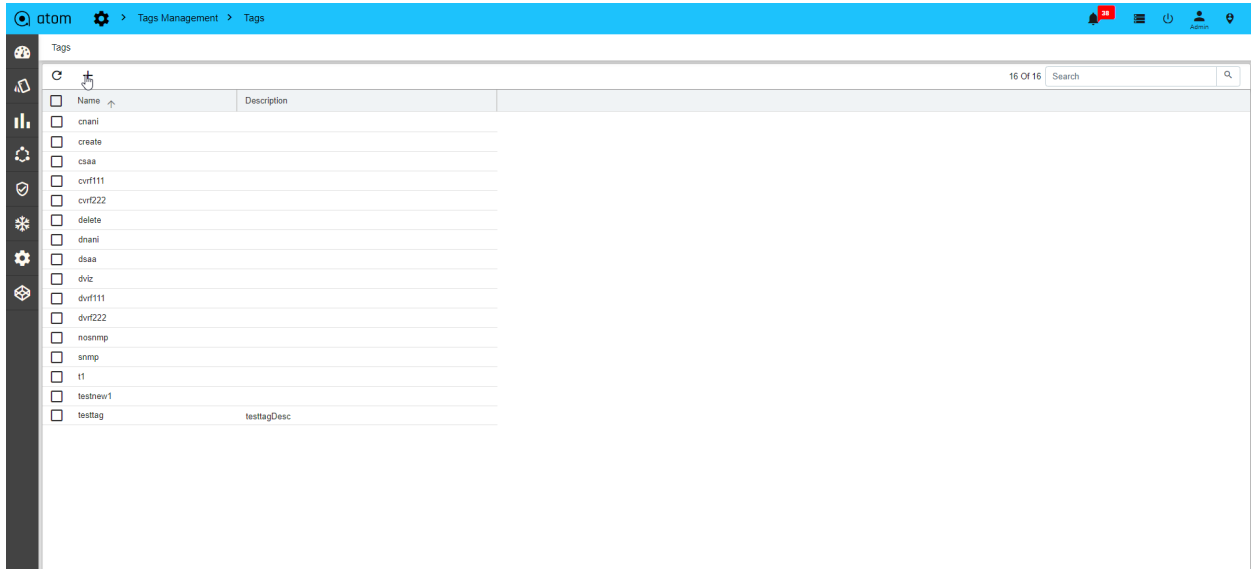 atom > Tags Management > Tags 38 Admin
Tags
16 Of 16 Search
Name Description
cnani
create
csaa
cvrf111
cvrf222
delete
dnani
dsaa
dviz
dvrf111
dvrf222
nosnmp
snmp
t1
testnew1
testtag testtagDesc